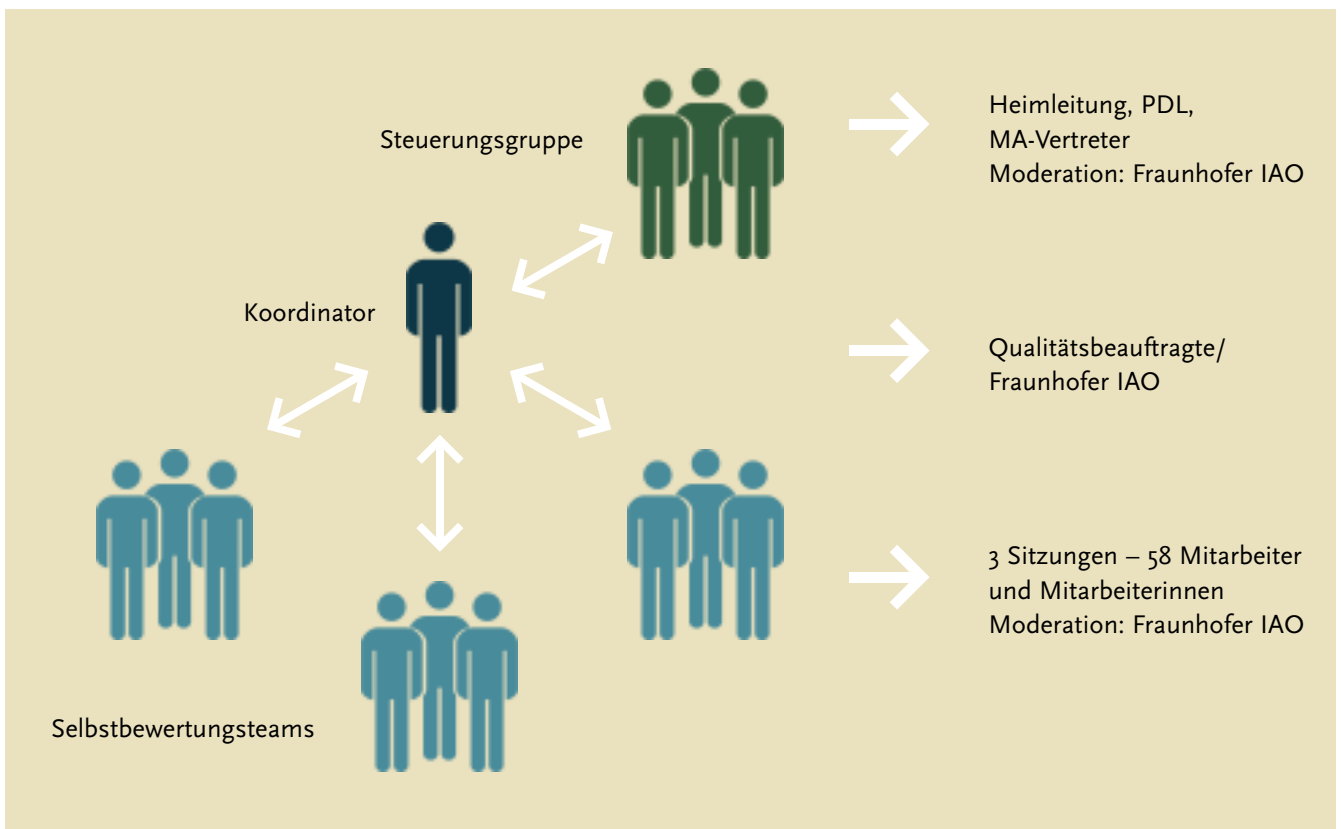 Steuerungsgruppe
Heimleitung, PDL,
MA-Vertreter
Moderation: Fraunhofer IAO
Koordinator
Qualitätsbeauftragte/
Fraunhofer IAO
Selbstbewertungsteams
3 Sitzungen – 58 Mitarbeiter
und Mitarbeiterinnen
Moderation: Fraunhofer IAO